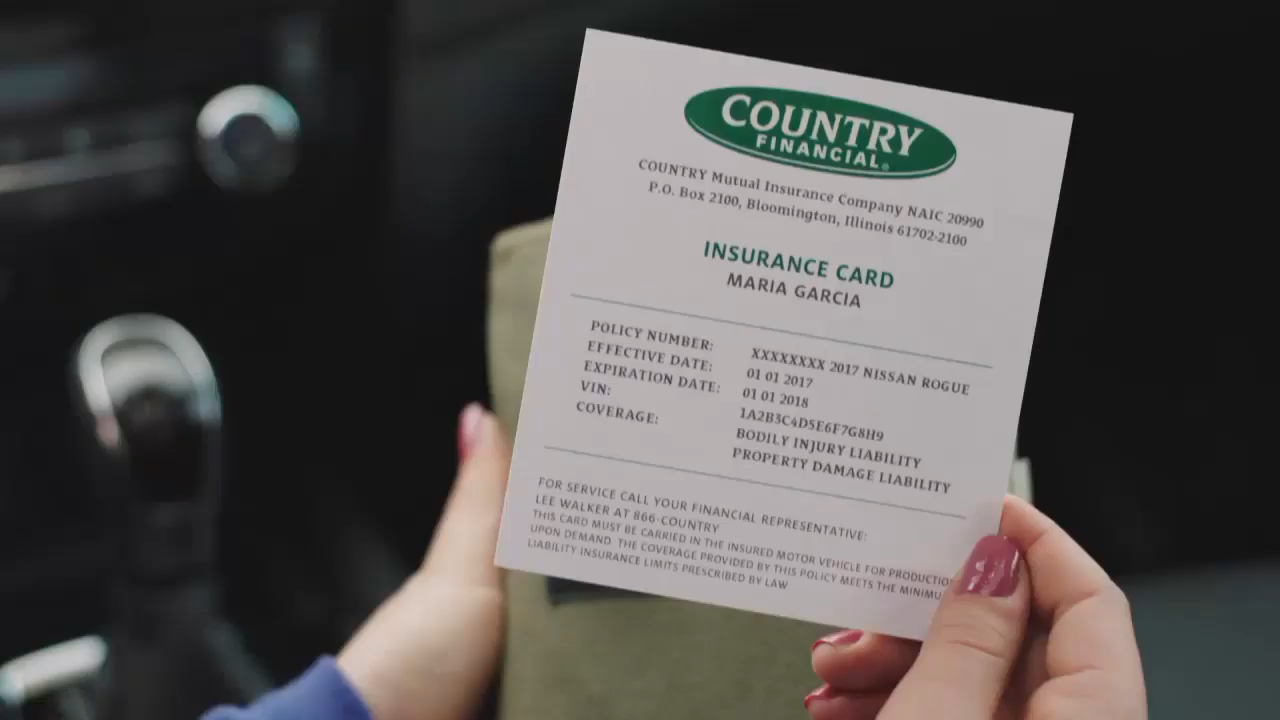 COUNTRY
FINANCIAL®
COUNTRY Mutual Insurance Company NAIC 20990
P.O. Box 2100, Bloomington, Illinois 61702-2100
INSURANCE CARD
MARIA GARCIA
POLICY NUMBER: XXXXXXXX 2017 NISSAN ROGUE
EFFECTIVE DATE: 01 01 2017
EXPIRATION DATE: 01 01 2018
VIN: 1A2B3C4D5E6F7G8H9
COVERAGE: BODILY INJURY LIABILITY
PROPERTY DAMAGE LIABILITY
FOR SERVICE CALL YOUR FINANCIAL REPRESENTATIVE:
LEE WALKER AT 866-COUNTRY
THIS CARD MUST BE CARRIED IN THE INSURED MOTOR VEHICLE FOR PRODUCTIO
UPON DEMAND. THE COVERAGE PROVIDED BY THIS POLICY MEETS THE MINIMU
LIABILITY INSURANCE LIMITS PRESCRIBED BY LAW